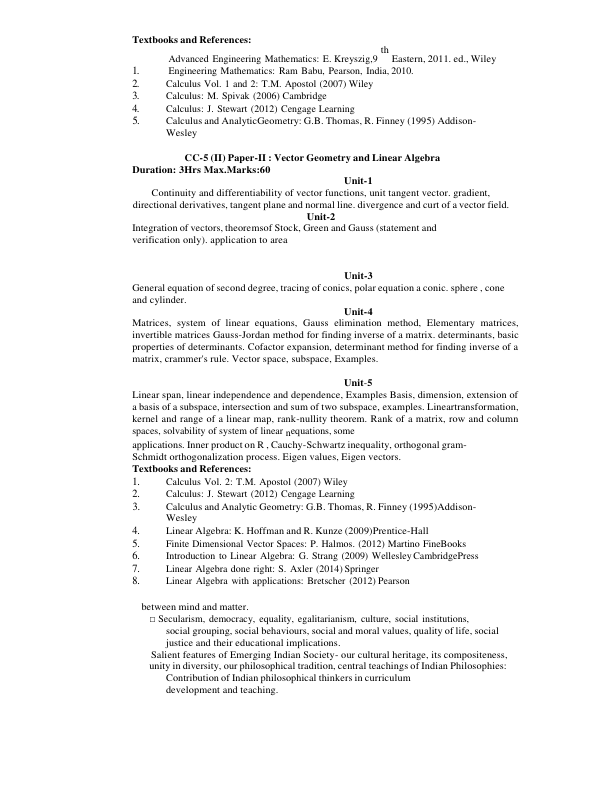 Textbooks and References:
th
Advanced Engineering Mathematics: E. Kreyszig,9 Eastern, 2011. ed., Wiley
1. Engineering Mathematics: Ram Babu, Pearson, India, 2010.
2. Calculus Vol. 1 and 2: T.M. Apostol (2007) Wiley
3. Calculus: M. Spivak (2006) Cambridge
4. Calculus: J. Stewart (2012) Cengage Learning
5. Calculus and AnalyticGeometry: G.B. Thomas, R. Finney (1995) Addison-
Wesley
CC-5 (II) Paper-II : Vector Geometry and Linear Algebra
Duration: 3Hrs Max.Marks:60
Unit-1
Continuity and differentiability of vector functions, unit tangent vector. gradient,
directional derivatives, tangent plane and normal line. divergence and curt of a vector field.
Unit-2
Integration of vectors, theoremsof Stock, Green and Gauss (statement and
verification only). application to area
Unit-3
General equation of second degree, tracing of conics, polar equation a conic. sphere , cone
and cylinder.
Unit-4
Matrices, system of linear equations, Gauss elimination method, Elementary matrices,
invertible matrices Gauss-Jordan method for finding inverse of a matrix. determinants, basic
properties of determinants. Cofactor expansion, determinant method for finding inverse of a
matrix, crammer's rule. Vector space, subspace, Examples.
Unit-5
Linear span, linear independence and dependence, Examples Basis, dimension, extension of
a basis of a subspace, intersection and sum of two subspace, examples. Lineartransformation,
kernel and range of a linear map, rank-nullity theorem. Rank of a matrix, row and column
spaces, solvability of system of linear nequations, some
applications. Inner product on R , Cauchy-Schwartz inequality, orthogonal gram-
Schmidt orthogonalization process. Eigen values, Eigen vectors.
Textbooks and References:
1. Calculus Vol. 2: T.M. Apostol (2007) Wiley
2. Calculus: J. Stewart (2012) Cengage Learning
3. Calculus and Analytic Geometry: G.B. Thomas, R. Finney (1995)Addison-
Wesley
4. Linear Algebra: K. Hoffman and R. Kunze (2009)Prentice-Hall
5. Finite Dimensional Vector Spaces: P. Halmos. (2012) Martino FineBooks
6. Introduction to Linear Algebra: G. Strang (2009) Wellesley CambridgePress
7. Linear Algebra done right: S. Axler (2014) Springer
8. Linear Algebra with applications: Bretscher (2012) Pearson
between mind and matter.
□ Secularism, democracy, equality, egalitarianism, culture, social institutions,
social grouping, social behaviours, social and moral values, quality of life, social
justice and their educational implications.
Salient features of Emerging Indian Society- our cultural heritage, its compositeness,
unity in diversity, our philosophical tradition, central teachings of Indian Philosophies:
Contribution of Indian philosophical thinkers in curriculum
development and teaching.